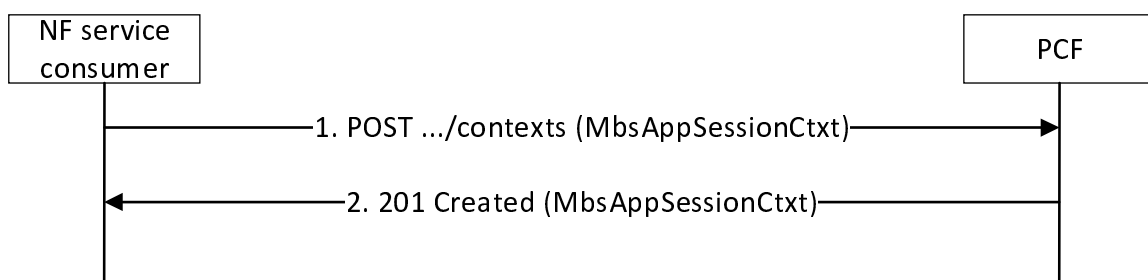 NF service
consumer
PCF
1. POST .../contexts (MbsAppSessionCtxt)
2. 201 Created (MbsAppSessionCtxt)